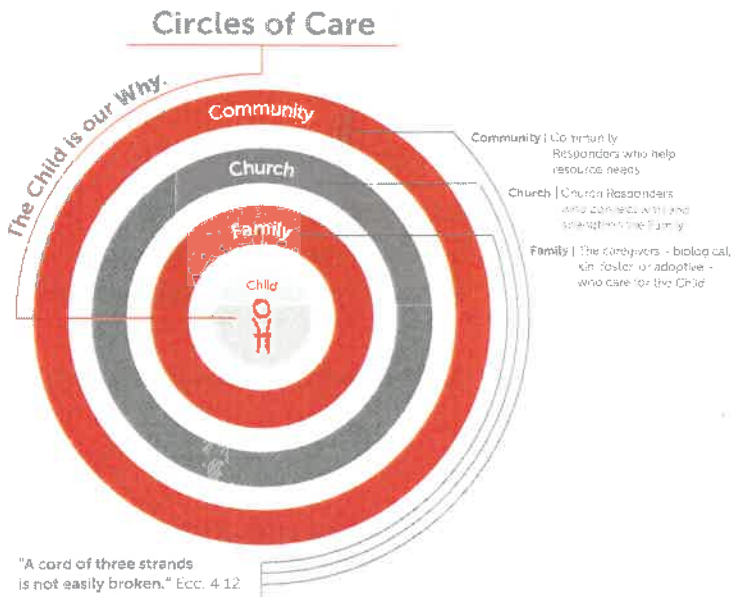 Circles of Care
The Child is our Why.
Community
Church
Family
Child
Community | Community
Responders who help
resource needs
Church | Church Responders
who connect with and
strengthen the Family
Family | The caregivers - biological,
kin, foster or adoptive -
who care for the Child
"A cord of three strands
is not easily broken." Ecc. 4:12